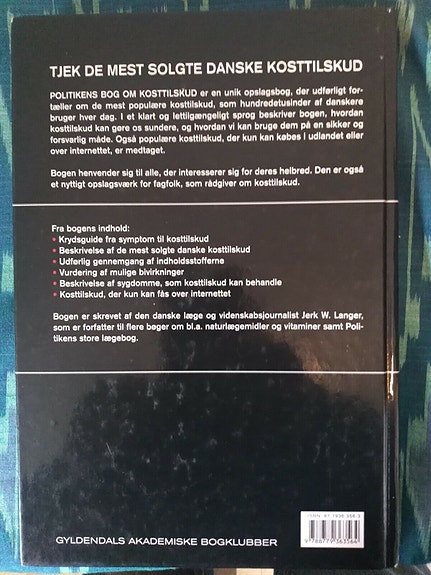 TJEK DE MEST SOLGTE DANSKE KOSTTILSKUD
POLITIKENS BOG OM KOSTTILSKUD er en unik opslagsbog, der udførligt for-
tæller om de mest populære kosttilskud, som hundredetusinder af danskere
bruger hver dag. I et klart og lettilgængeligt sprog beskriver bogen, hvordan
kosttilskud kan gøre os sundere, og hvordan vi kan bruge dem på en sikker og
forsvarlig måde. Også populære kosttilskud, der kun kan købes i udlandet eller
over internettet, er medtaget.
Bogen henvender sig til alle, der interesserer sig for deres helbred. Den er også
et nyttigt opslagsværk for fagfolk, som rådgiver om kosttilskud.
Fra bogens indhold:
• Krydsguide fra symptom til kosttilskud
• Beskrivelse af de mest solgte danske kosttilskud
• Udførlig gennemgang af indholdsstofferne
• Vurdering af mulige bivirkninger
• Beskrivelse af sygdomme, som kosttilskud kan behandle
• Kosttilskud, der kun kan fås over internettet
Bogen er skrevet af den danske læge og videnskabsjournalist Jerk W. Langer,
som er forfatter til flere bøger om bl.a. naturlægemidler og vitaminer samt Poli-
tikens store lægebog.
GYLDENDALS AKADEMISKE BOGKLUBBER
9 788779 363564